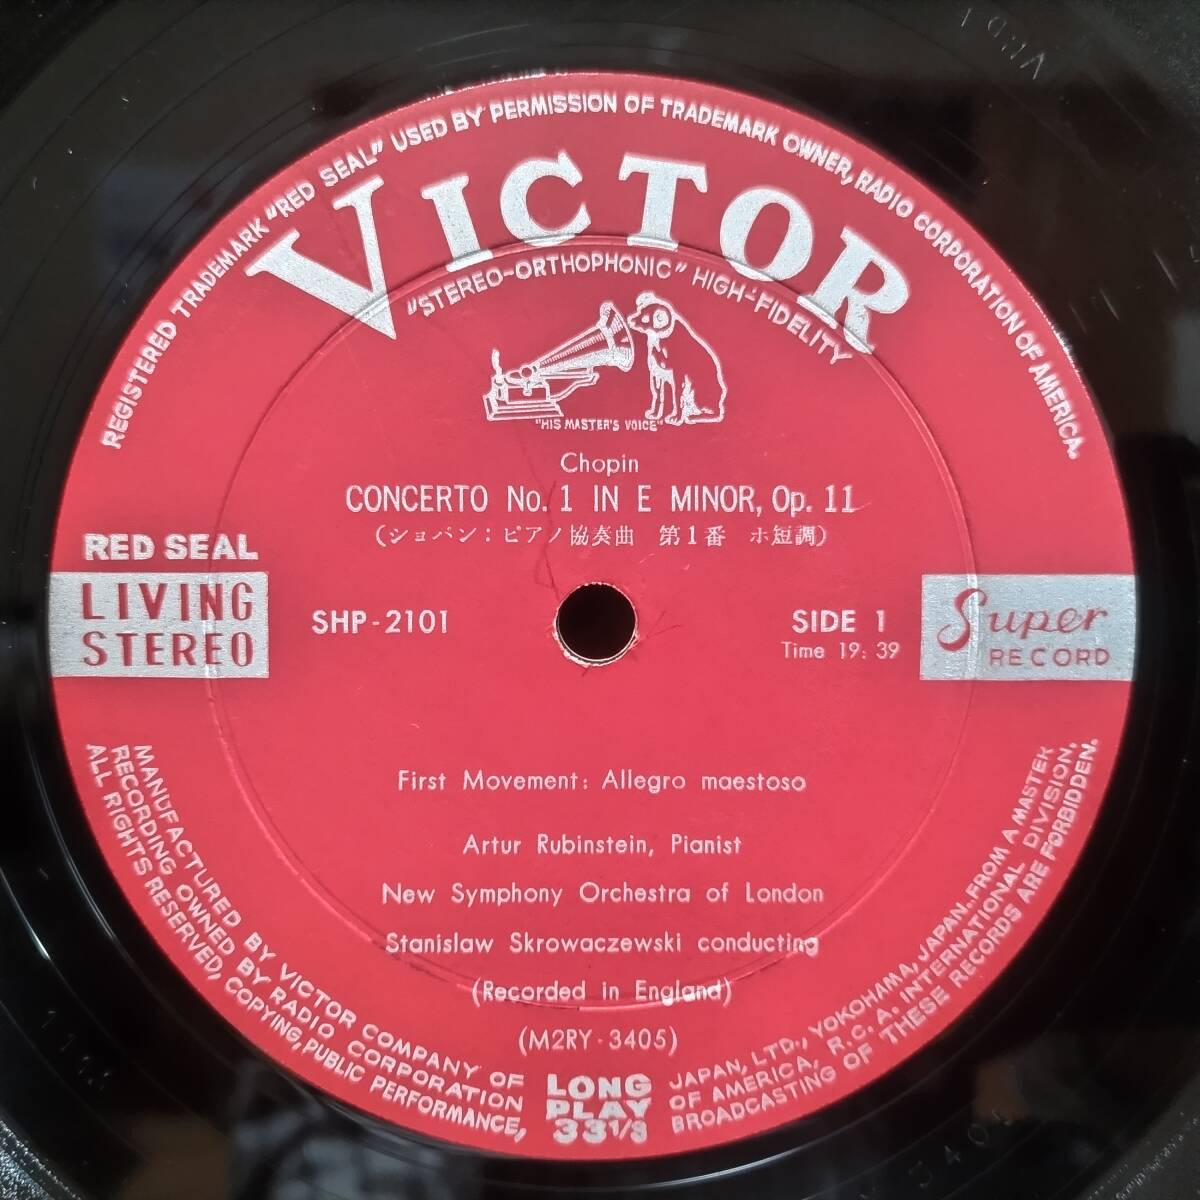 REGISTERED TRADEMARK "RED SEAL" USED BY PERMISSION OF TRADEMARK OWNER, RADIO CORPORATION OF AMERICA.
VICTOR
"STEREO-ORTHOPHONIC" HIGH-FIDELITY
"HIS MASTER'S VOICE"
Chopin
CONCERTO No. 1 IN E MINOR, Op. 11
(ショパン:ピアノ協奏曲 第1番 ホ短調)
RED SEAL
LIVING
STEREO
SHP-2101
SIDE 1
Time 19: 39
Super
RECORD
First Movement: Allegro maestoso
Artur Rubinstein, Pianist
New Symphony Orchestra of London
Stanislaw Skrowaczewski conducting
(Recorded in England)
(M2RY-3405)
LONG
PLAY
33 1/3
MANUFACTURED BY VICTOR COMPANY OF JAPAN, LTD., YOKOHAMA, JAPAN. FROM A MASTER
RECORDING OWNED BY RADIO CORPORATION OF AMERICA, R.C.A. INTERNATIONAL DIVISION.
ALL RIGHTS RESERVED, COPYING, PUBLIC PERFORMANCE, BROADCASTING OF THESE RECORDS ARE FORBIDDEN.